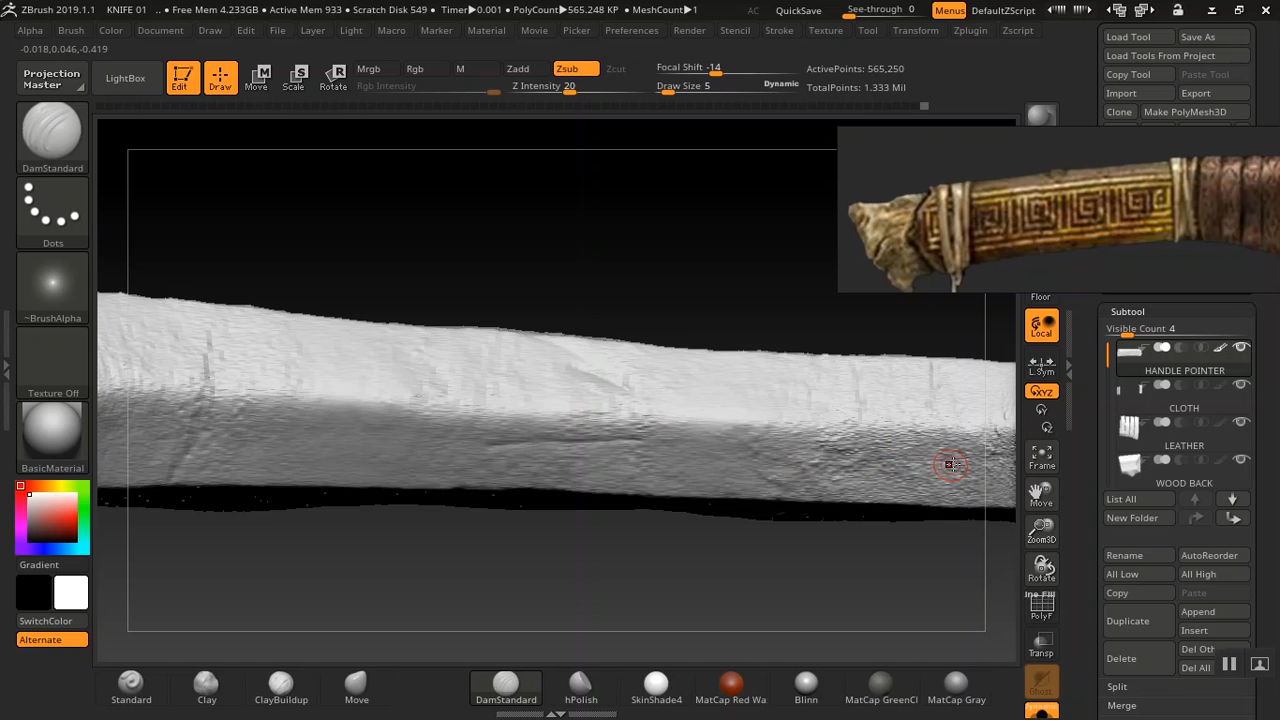 ZBrush 2019.1.1 KNIFE 01 .. • Free Mem 4.233GB • Active Mem 933 • Scratch Disk 549 • Timer▶0.001 • PolyCount▶565.248 KP • MeshCount▶1 AC QuickSave See-through 0 Menus DefaultZScript
Alpha Brush Color Document Draw Edit File Layer Light Macro Marker Material Movie Picker Preferences Render Stencil Stroke Texture Tool Transform Zplugin Zscript
-0.018,0.046,-0.419
Projection Master
LightBox
Edit
Draw
Move
Scale
Rotate
Mrgb Rgb M Zadd Zsub Zcut
Rgb Intensity Z Intensity 20
Focal Shift -14
Draw Size 5 Dynamic
ActivePoints: 565,250
TotalPoints: 1.333 Mil
Load Tool Save As
Load Tools From Project
Copy Tool Paste Tool
Import Export
Clone Make PolyMesh3D
DamStandard
Dots
~BrushAlpha
Texture Off
BasicMaterial
Gradient
SwitchColor
Alternate
Floor
Local
L.Sym
XYZ
Y
Z
Frame
Move
Zoom3D
Rotate
Line Fill
PolyF
Transp
Ghost
Dynamic
Subtool
Visible Count 4
HANDLE POINTER
CLOTH
LEATHER
WOOD BACK
List All
New Folder
Rename AutoReorder
All Low All High
Copy Paste
Duplicate Append
Insert
Delete Del Oth
Del All
Split
Merge
Standard Clay ClayBuildup Move DamStandard hPolish SkinShade4 MatCap Red Wa Blinn MatCap GreenCl MatCap Gray